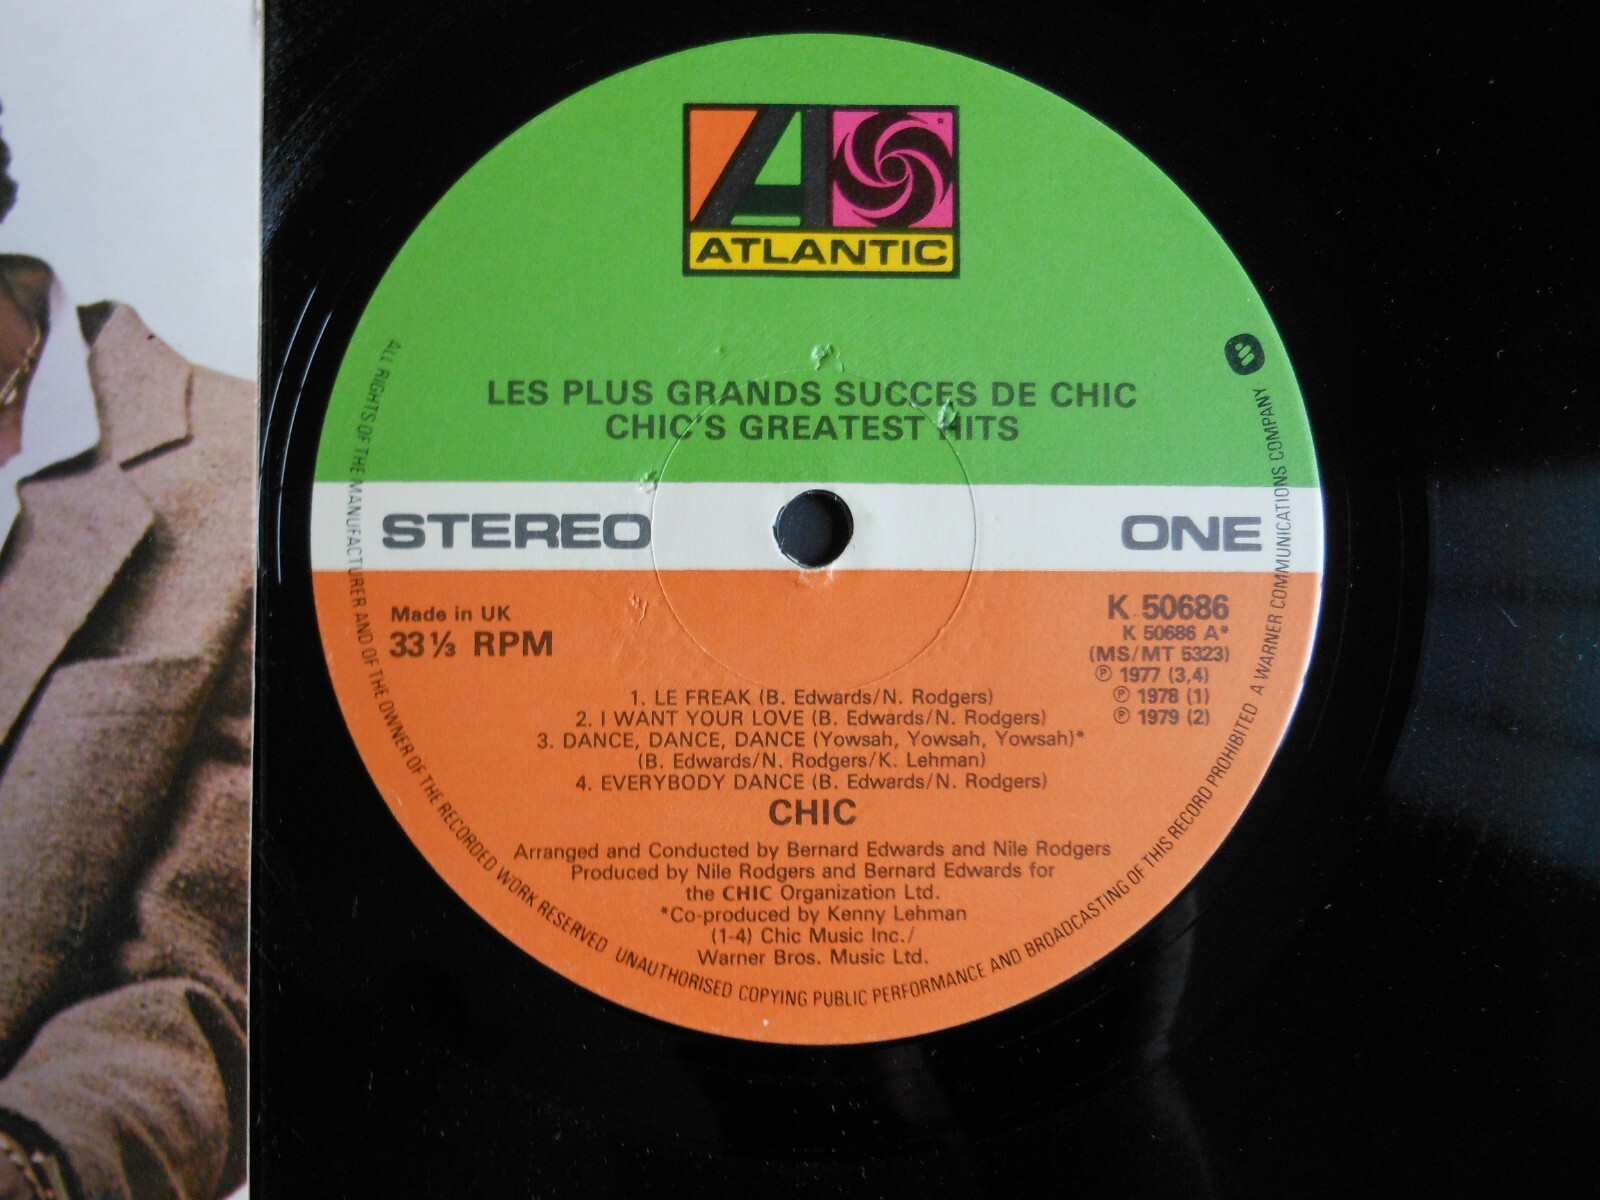 ATLANTIC
LES PLUS GRANDS SUCCES DE CHIC
CHIC'S GREATEST HITS
STEREO
ONE
Made in UK
33⅓ RPM
K 50686
K 50686 A*
(MS/MT 5323)
℗ 1977 (3,4)
℗ 1978 (1)
℗ 1979 (2)
1. LE FREAK (B. Edwards/N. Rodgers)
2. I WANT YOUR LOVE (B. Edwards/N. Rodgers)
3. DANCE, DANCE, DANCE (Yowsah, Yowsah, Yowsah)*
(B. Edwards/N. Rodgers/K. Lehman)
4. EVERYBODY DANCE (B. Edwards/N. Rodgers)
CHIC
Arranged and Conducted by Bernard Edwards and Nile Rodgers
Produced by Nile Rodgers and Bernard Edwards for
the CHIC Organization Ltd.
*Co-produced by Kenny Lehman
(1-4) Chic Music Inc./
Warner Bros. Music Ltd.
ALL RIGHTS OF THE MANUFACTURER AND OF THE OWNER OF THE RECORDED WORK RESERVED UNAUTHORISED COPYING PUBLIC PERFORMANCE AND BROADCASTING OF THIS RECORD PROHIBITED A WARNER COMMUNICATIONS COMPANY